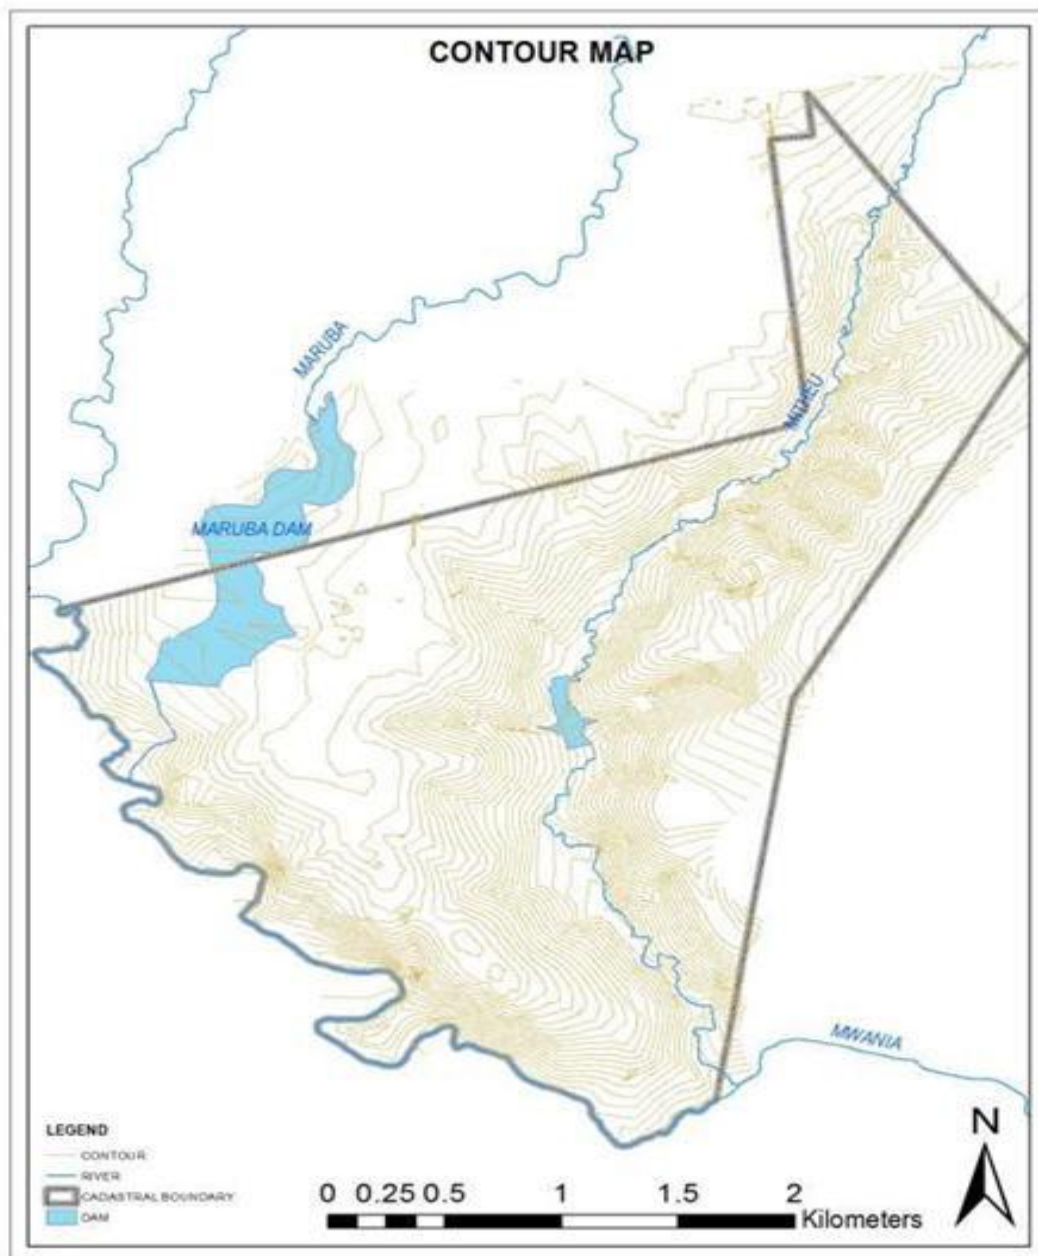 CONTOUR MAP
MARUBA
MITHEU
MARUBA DAM
MWANIA
N
LEGEND
CONTOUR
RIVER
CADASTRAL BOUNDARY
DAM
0 0.25 0.5 1 1.5 2
Kilometers